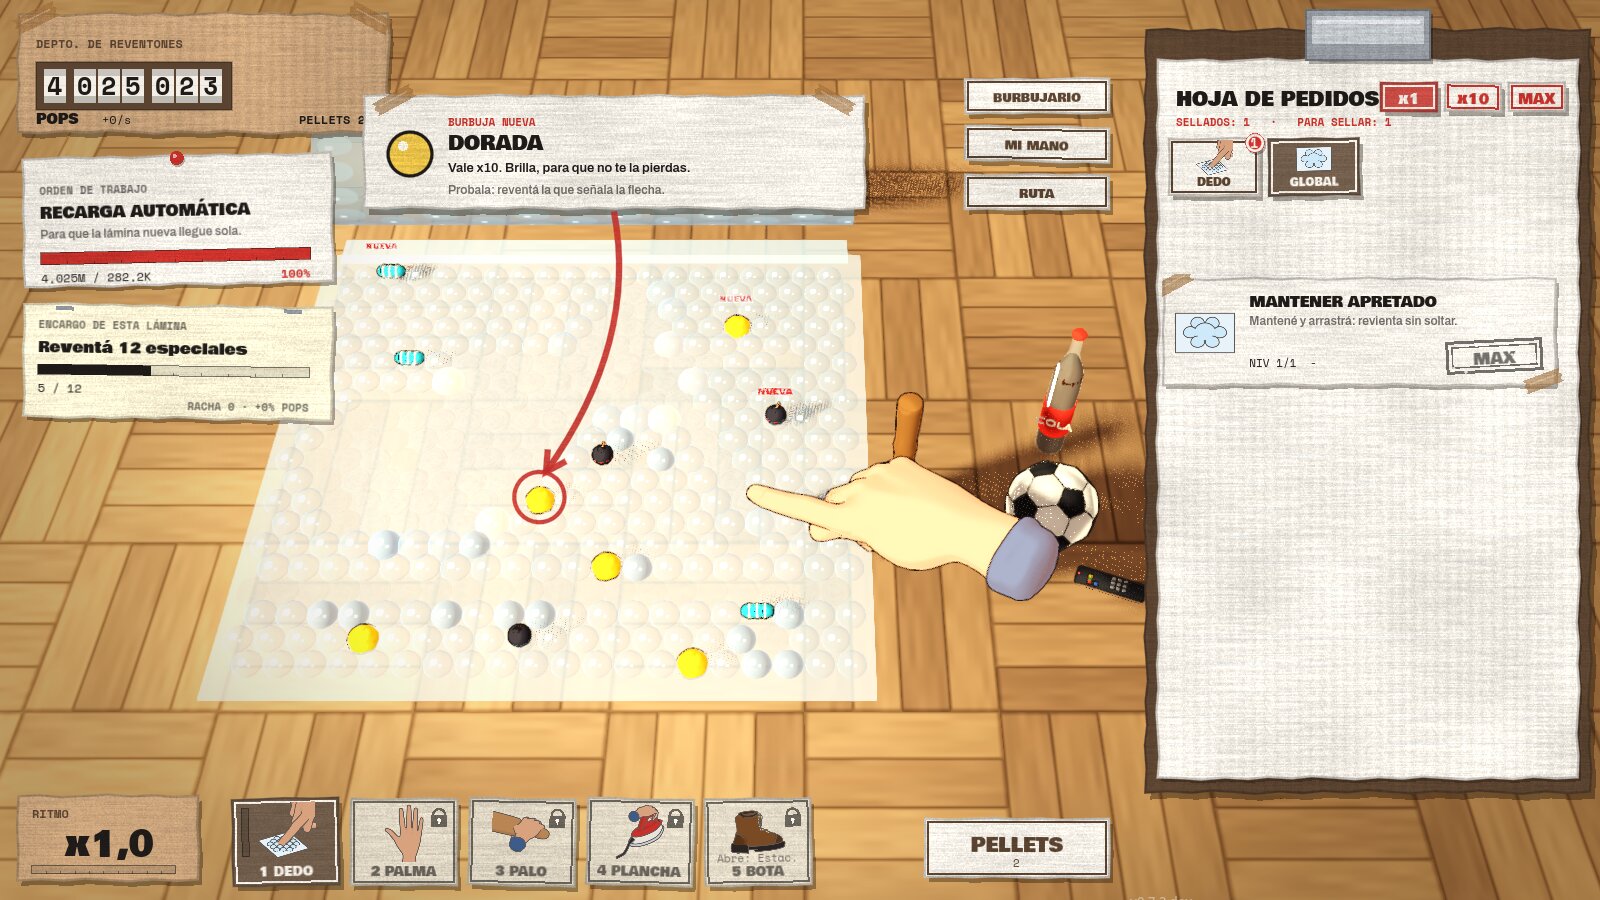 DEPTO. DE REVENTONES
4 025 023
POPS +0/s PELLETS 2
ORDEN DE TRABAJO
RECARGA AUTOMÁTICA
Para que la lámina nueva llegue sola.
4.025M / 282.2K 100%
ENCARGO DE ESTA LÁMINA
Reventá 12 especiales
5 / 12
RACHA 0 · +0% POPS
BURBUJA NUEVA
DORADA
Vale x10. Brilla, para que no te la pierdas.
Probala: reventá la que señala la flecha.
NUEVA
NUEVA
NUEVA
COLA
BURBUJARIO
MI MANO
RUTA
HOJA DE PEDIDOS x1 x10 MAX
SELLADOS: 1 · PARA SELLAR: 1
1
DEDO
GLOBAL
MANTENER APRETADO
Mantené y arrastrá: revienta sin soltar.
NIV 1/1 -
MAX
RITMO
x1,0
1 DEDO
2 PALMA
3 PALO
4 PLANCHA
Abre: Estac.
5 BOTA
PELLETS
2